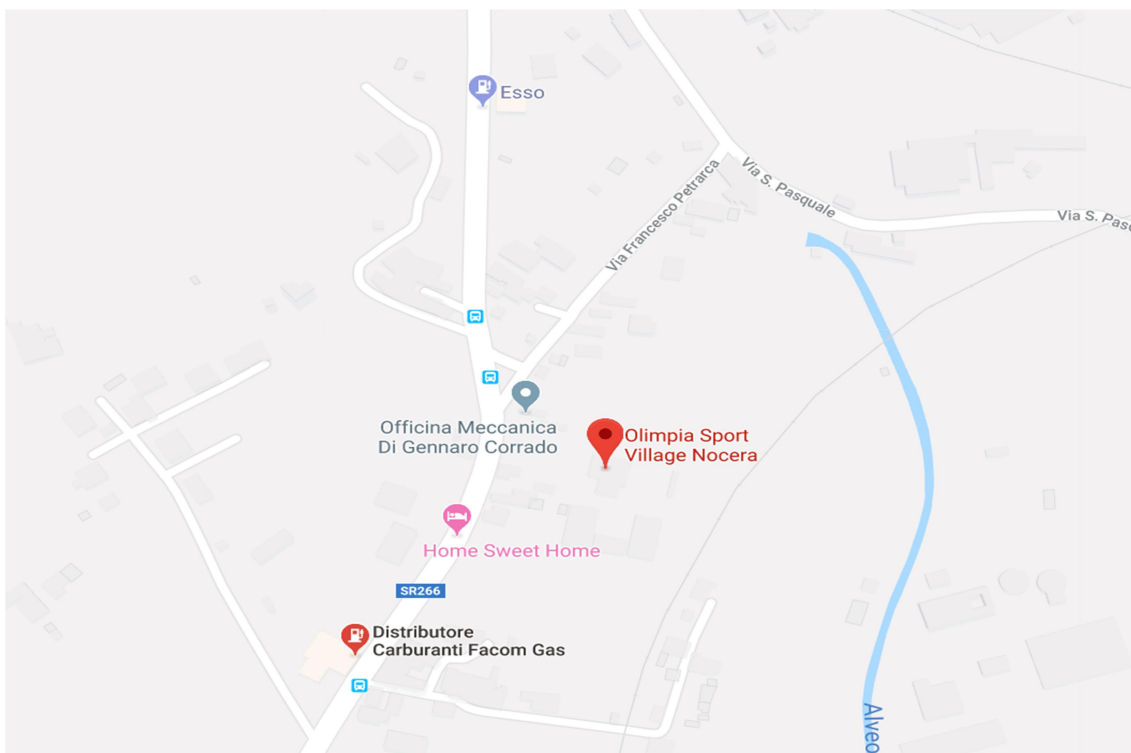 Esso
Via Francesco Petrarca
Via S. Pasquale
Via S. Pasq
Officina Meccanica
Di Gennaro Corrado
Olimpia Sport
Village Nocera
Home Sweet Home
SR266
Distributore
Carburanti Facom Gas
Alveo